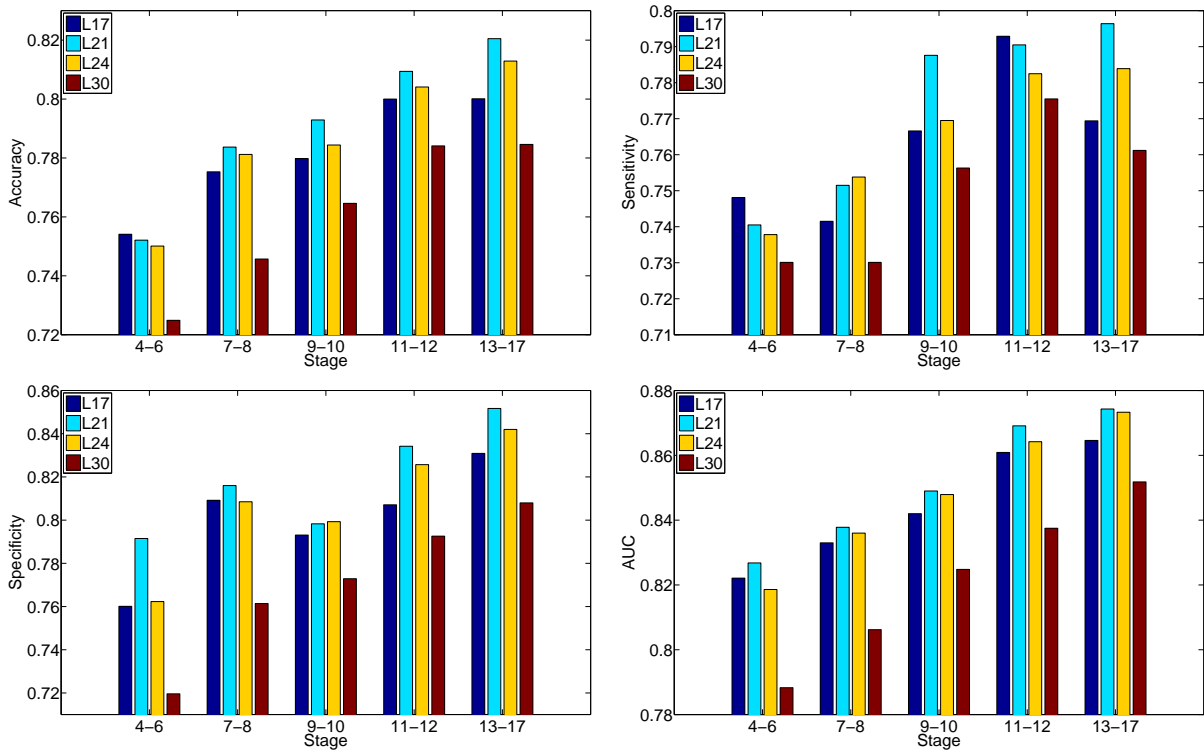 Accuracy
0.82
0.8
0.78
0.76
0.74
0.72
L17
L21
L24
L30
4–6
7–8
9–10
11–12
13–17
Stage
Sensitivity
0.8
0.79
0.78
0.77
0.76
0.75
0.74
0.73
0.72
0.71
L17
L21
L24
L30
4–6
7–8
9–10
11–12
13–17
Stage
Specificity
0.86
0.84
0.82
0.8
0.78
0.76
0.74
0.72
L17
L21
L24
L30
4–6
7–8
9–10
11–12
13–17
Stage
AUC
0.88
0.86
0.84
0.82
0.8
0.78
L17
L21
L24
L30
4–6
7–8
9–10
11–12
13–17
Stage